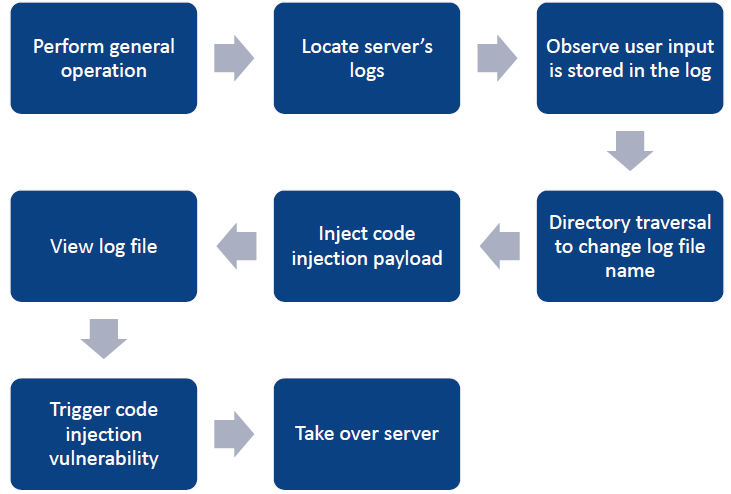 Perform general
operation
Locate server's
logs
Observe user input
is stored in the log
Directory traversal
to change log file
name
Inject code
injection payload
View log file
Trigger code
injection
vulnerability
Take over server